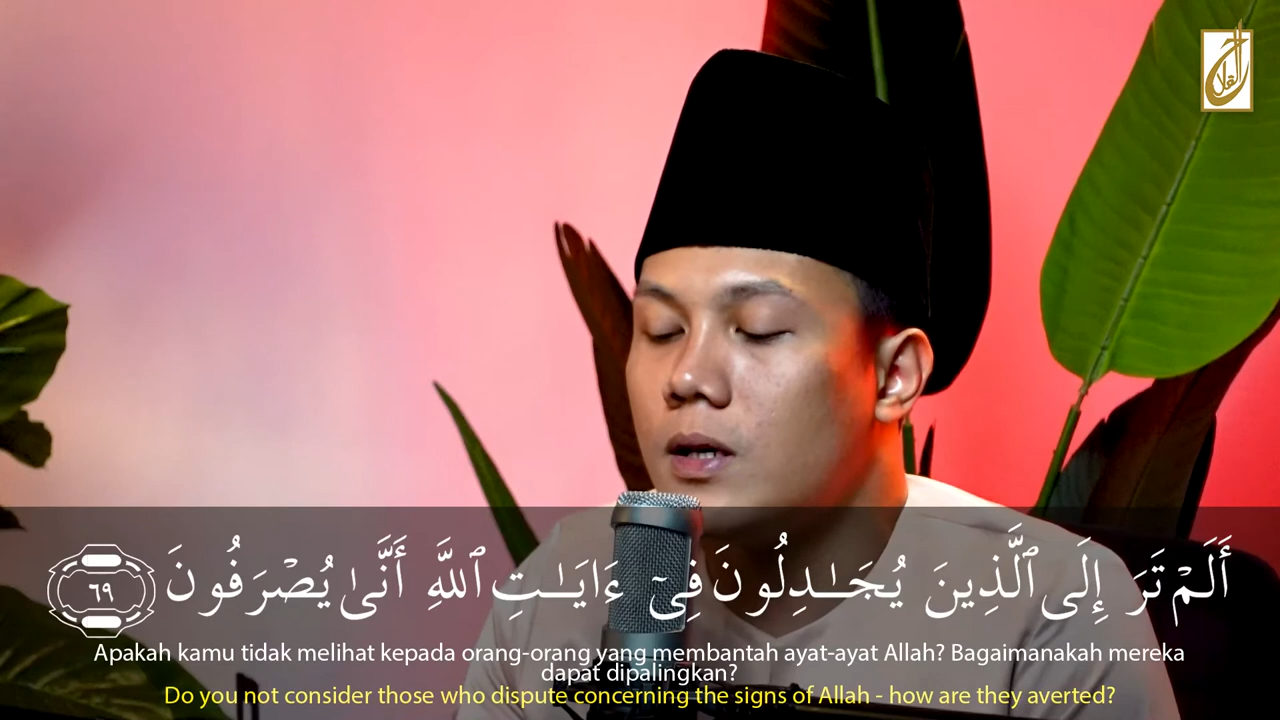 أَلَمْ تَرَ إِلَى ٱلَّذِينَ يُجَـٰدِلُونَ فِىٓ ءَايَـٰتِ ٱللَّهِ أَنَّىٰ يُصْرَفُونَ ٦٩
Apakah kamu tidak melihat kepada orang-orang yang membantah ayat-ayat Allah? Bagaimanakah mereka
dapat dipalingkan?
Do you not consider those who dispute concerning the signs of Allah - how are they averted?